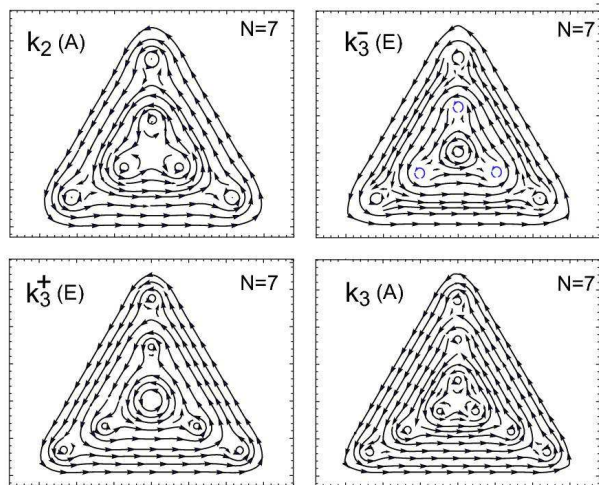 k₂ (A) N=7
k₃⁻ (E) N=7
k₃⁺ (E) N=7
k₃ (A) N=7